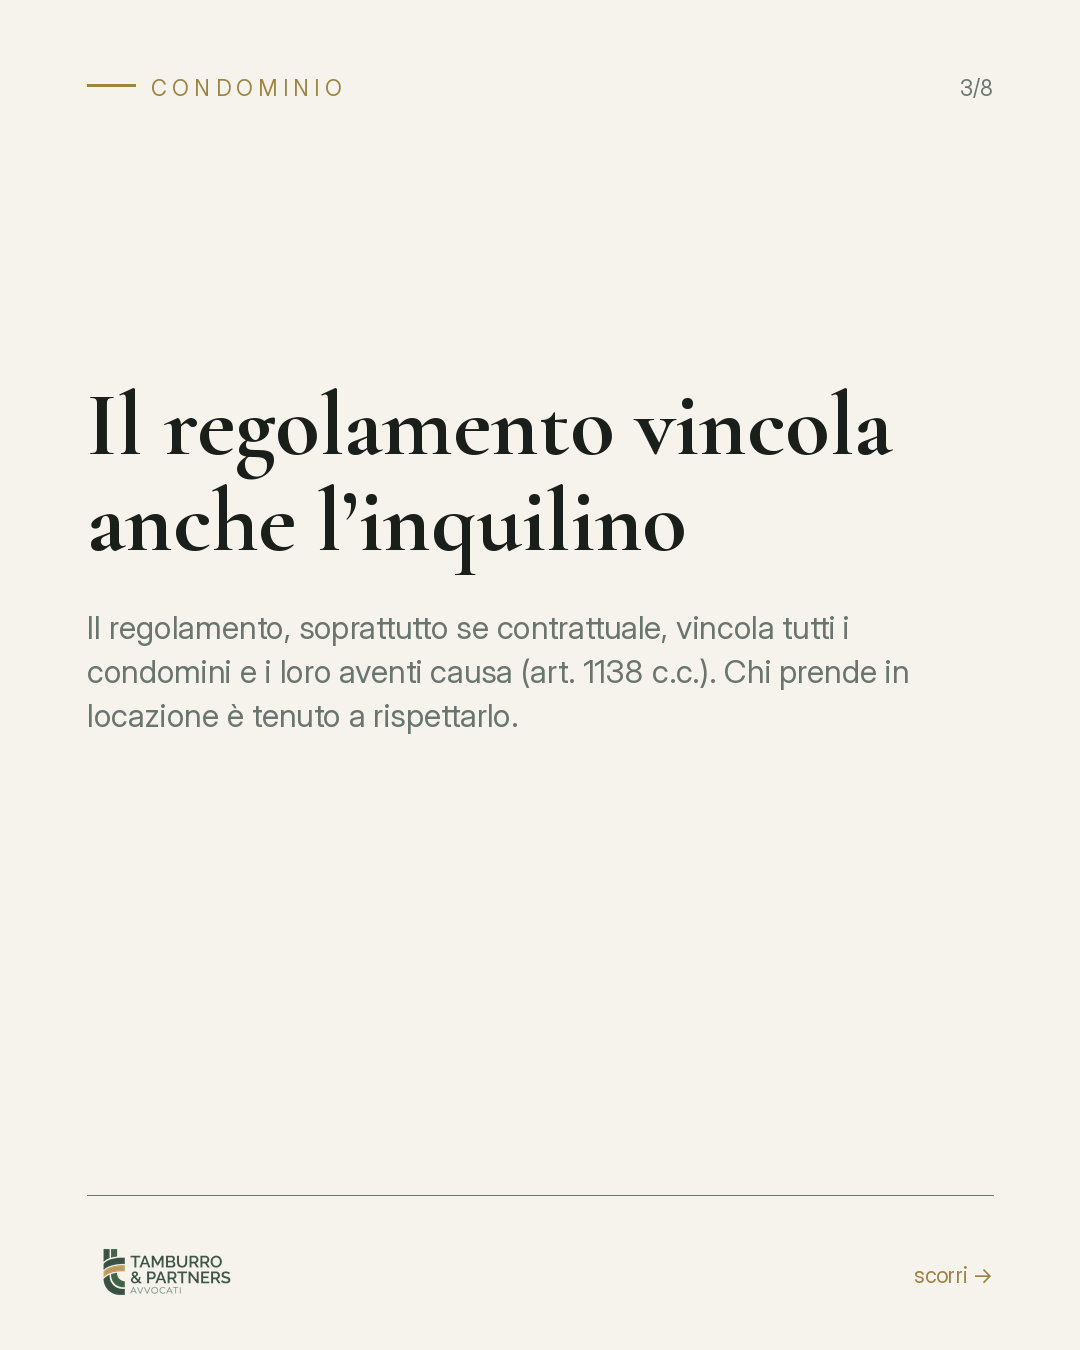 CONDOMINIO
3/8
Il regolamento vincola
anche l’inquilino
Il regolamento, soprattutto se contrattuale, vincola tutti i
condomini e i loro aventi causa (art. 1138 c.c.). Chi prende in
locazione è tenuto a rispettarlo.
TAMBURRO
& PARTNERS
AVVOCATI
scorri →